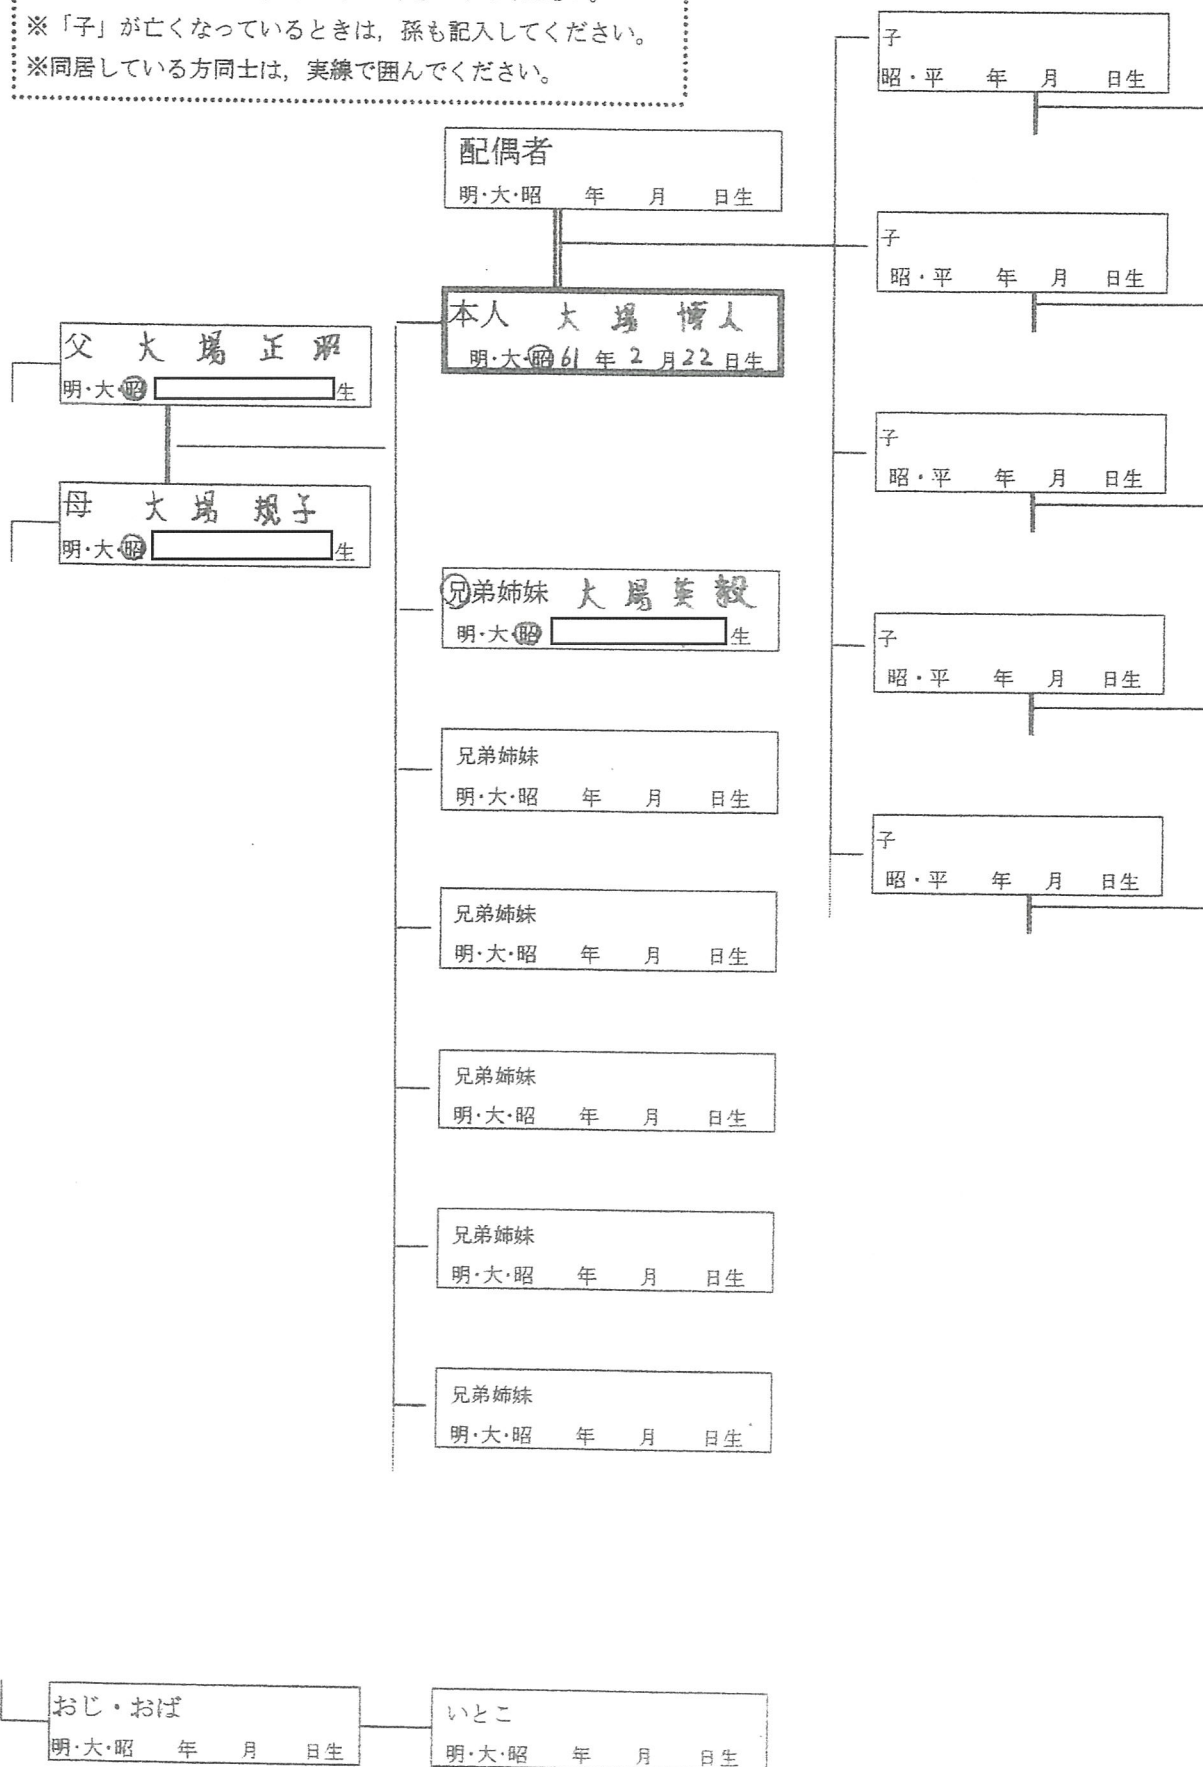 ※「子」が亡くなっているときは，孫も記入してください。
※同居している方同士は，実線で囲んでください。
子
昭・平 年 月 日生
配偶者
明・大・昭 年 月 日生
子
昭・平 年 月 日生
本人 大場 博人
明・大・昭 61年 2月 22日生
父 大場 正昭
明・大・昭 生
子
昭・平 年 月 日生
母 大場 規子
明・大・昭 生
兄弟姉妹 大場英毅
明・大・昭 生
子
昭・平 年 月 日生
兄弟姉妹
明・大・昭 年 月 日生
子
昭・平 年 月 日生
兄弟姉妹
明・大・昭 年 月 日生
兄弟姉妹
明・大・昭 年 月 日生
兄弟姉妹
明・大・昭 年 月 日生
兄弟姉妹
明・大・昭 年 月 日生
おじ・おば
明・大・昭 年 月 日生
いとこ
明・大・昭 年 月 日生